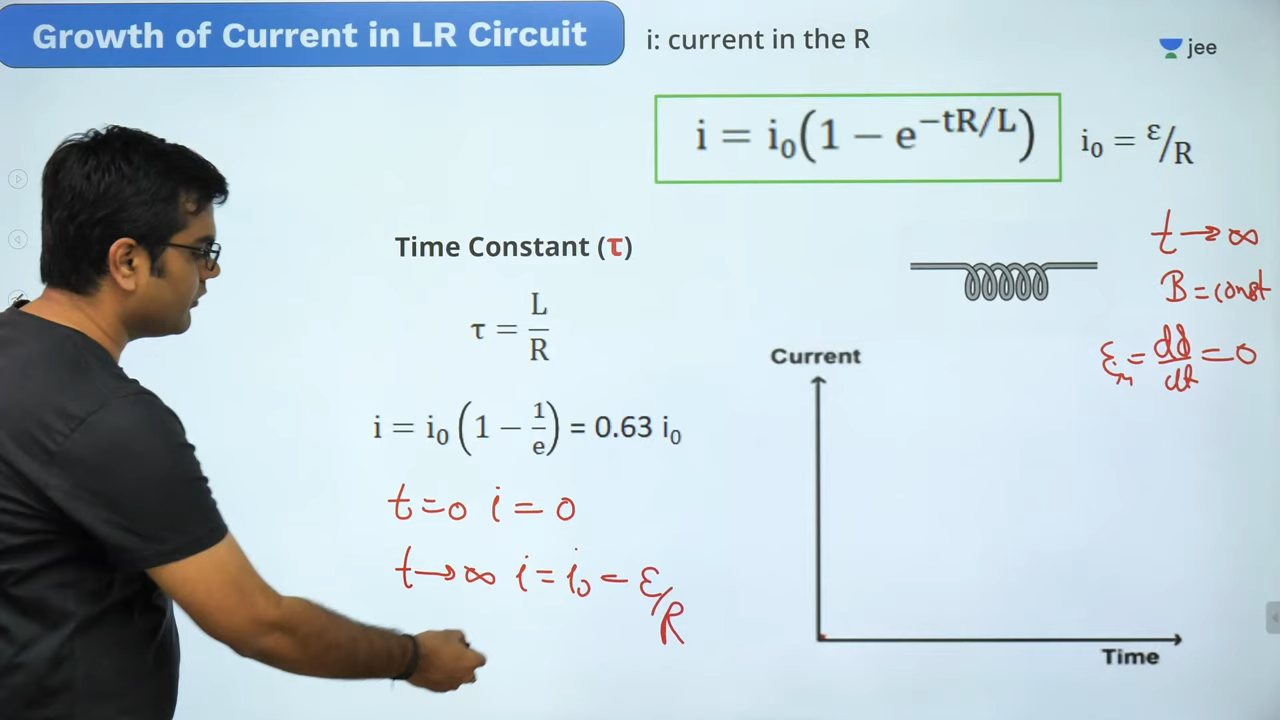 Growth of Current in LR Circuit
i: current in the R
jee
i = i₀(1 − e^−tR/L)
i₀ = ε/R
t → ∞
B = const
Time Constant (τ)
τ = L/R
ε_in = dϕ/dt = 0
Current
i = i₀(1 − 1/e) = 0.63 i₀
t = 0 i = 0
t → ∞ i = i₀ = ε/R
Time